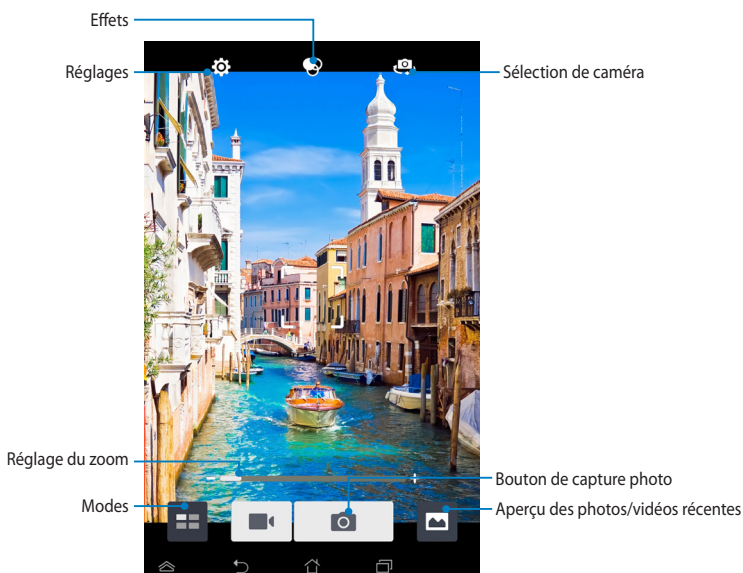 Effets
Réglages
Sélection de caméra
Réglage du zoom
Bouton de capture photo
Modes
Aperçu des photos/vidéos récentes